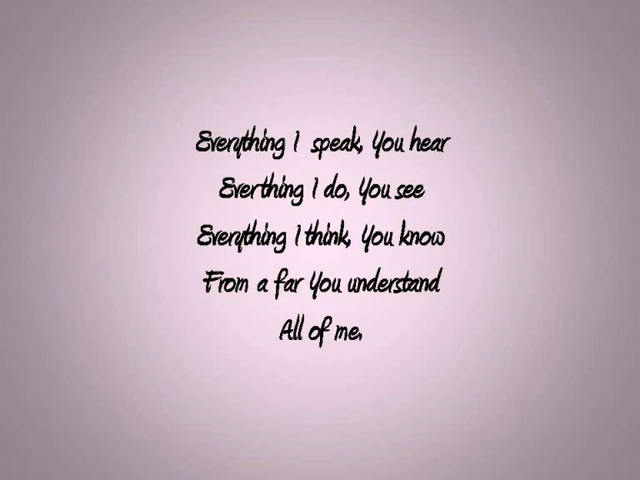 Everything I speak, You hear
Everthing I do, You see
Everything I think, You know
From a far You understand
All of me.